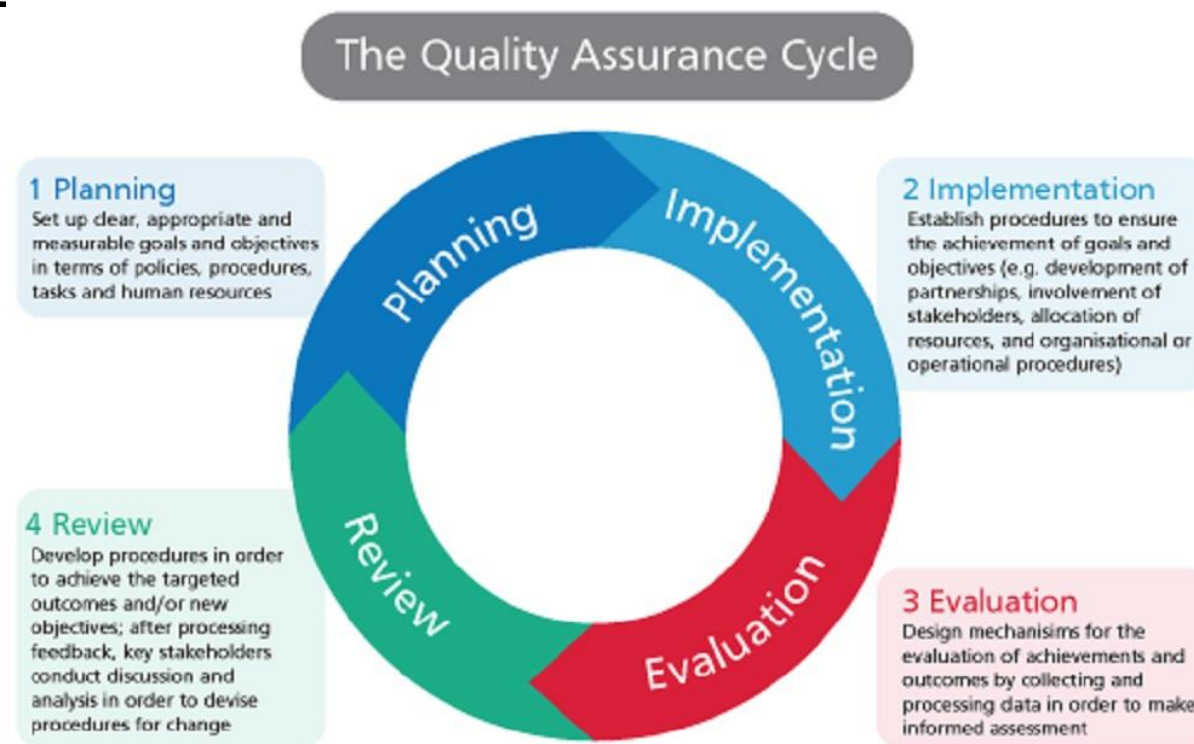 The Quality Assurance Cycle
1 Planning
Set up clear, appropriate and
measurable goals and objectives
in terms of policies, procedures,
tasks and human resources
2 Implementation
Establish procedures to ensure
the achievement of goals and
objectives (e.g. development of
partnerships, involvement of
stakeholders, allocation of
resources, and organisational or
operational procedures)
Planning
Implementation
Evaluation
Review
4 Review
Develop procedures in order
to achieve the targeted
outcomes and/or new
objectives; after processing
feedback, key stakeholders
conduct discussion and
analysis in order to devise
procedures for change
3 Evaluation
Design mechanisims for the
evaluation of achievements and
outcomes by collecting and
processing data in order to make
informed assessment